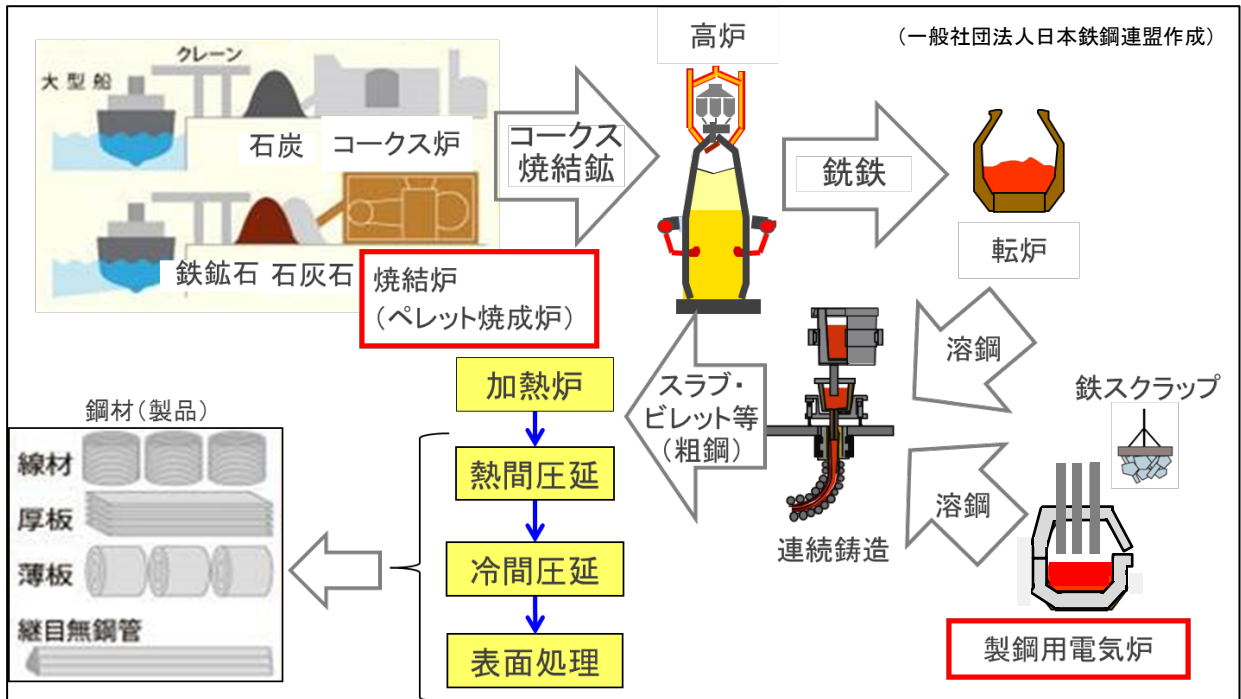 高炉
(一般社団法人日本鉄鋼連盟作成)
クレーン
大型船
石炭
コークス炉
コークス
焼結鉱
銑鉄
転炉
鉄鉱石
石灰石
焼結炉
(ペレット焼成炉)
溶鋼
鉄スクラップ
溶鋼
製鋼用電気炉
連続鋳造
スラブ・
ビレット等
(粗鋼)
加熱炉
熱間圧延
冷間圧延
表面処理
鋼材(製品)
線材
厚板
薄板
継目無鋼管